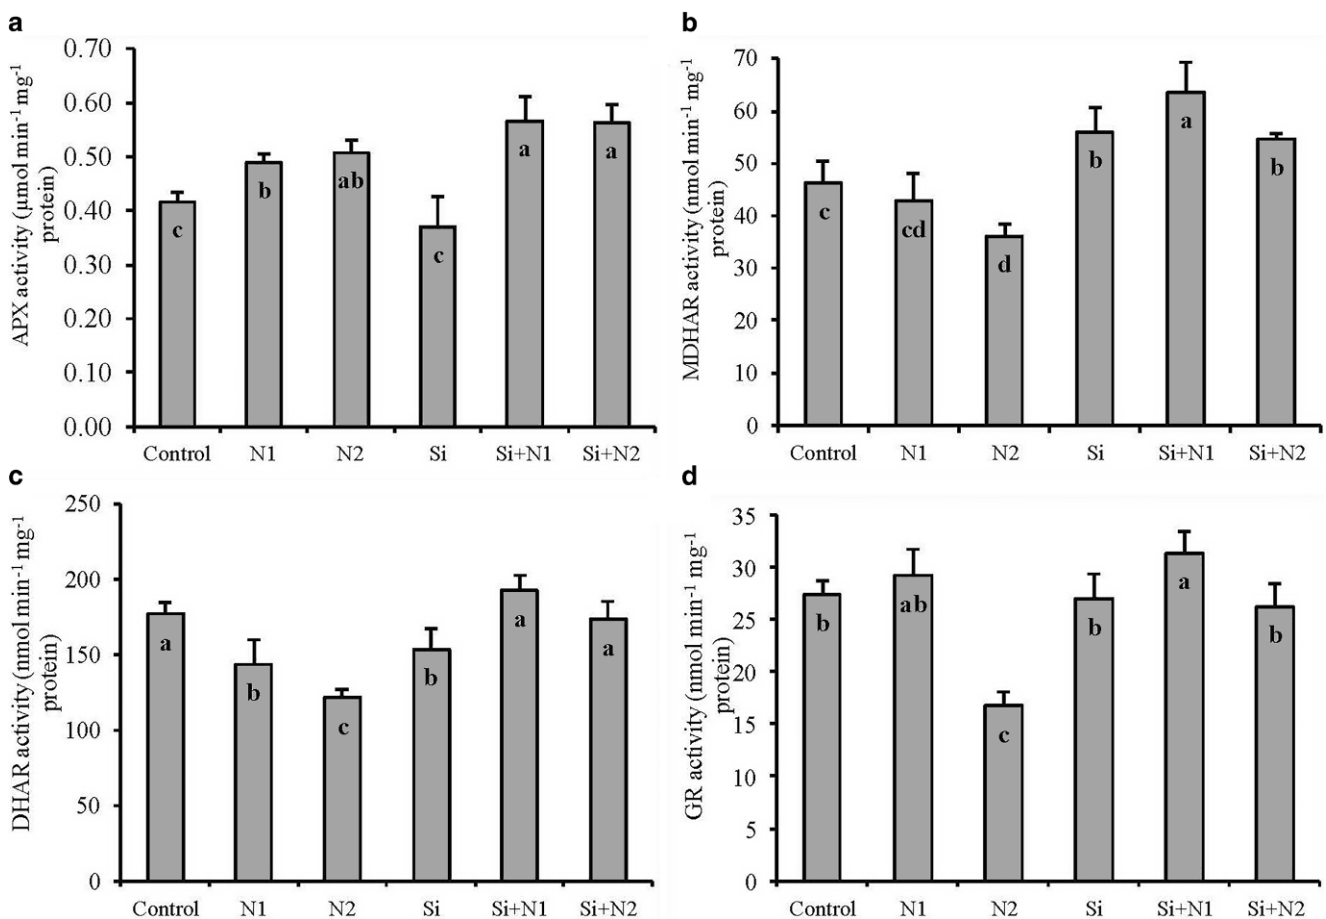 a
APX activity (μmol min⁻¹ mg⁻¹
protein)
0.70
0.60
0.50
0.40
0.30
0.20
0.10
0.00
c
b
ab
c
a
a
Control N1 N2 Si Si+N1 Si+N2
b
MDHAR activity (nmol min⁻¹ mg⁻¹
protein)
70
60
50
40
30
20
10
0
c
cd
d
b
a
b
Control N1 N2 Si Si+N1 Si+N2
c
DHAR activity (nmol min⁻¹ mg⁻¹
protein)
250
200
150
100
50
0
a
b
c
b
a
a
Control N1 N2 Si Si+N1 Si+N2
d
GR activity (nmol min⁻¹ mg⁻¹
protein)
35
30
25
20
15
10
5
0
b
ab
c
b
a
b
Control N1 N2 Si Si+N1 Si+N2